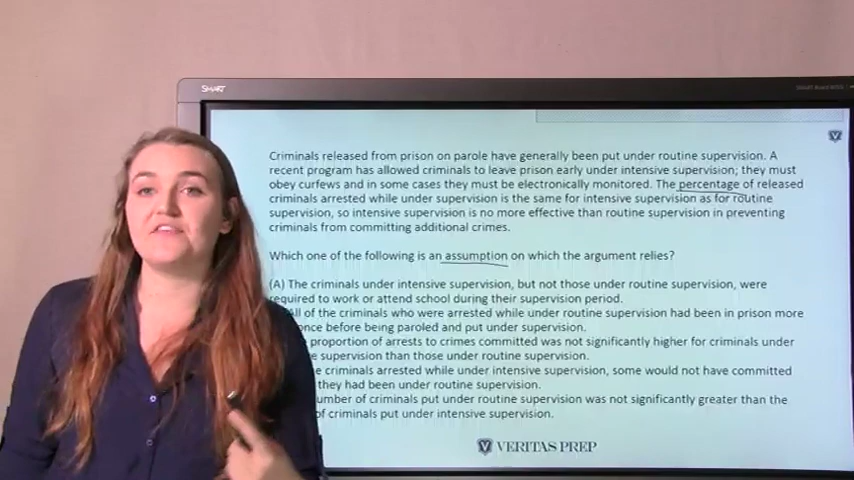 SMART
Criminals released from prison on parole have generally been put under routine supervision. A
recent program has allowed criminals to leave prison early under intensive supervision; they must
obey curfews and in some cases they must be electronically monitored. The percentage of released
criminals arrested while under supervision is the same for intensive supervision as for routine
supervision, so intensive supervision is no more effective than routine supervision in preventing
criminals from committing additional crimes.
Which one of the following is an assumption on which the argument relies?
(A) The criminals under intensive supervision, but not those under routine supervision, were
required to work or attend school during their supervision period.
All of the criminals who were arrested while under routine supervision had been in prison more
once before being paroled and put under supervision.
proportion of arrests to crimes committed was not significantly higher for criminals under
supervision than those under routine supervision.
criminals arrested while under intensive supervision, some would not have committed
they had been under routine supervision.
number of criminals put under routine supervision was not significantly greater than the
of criminals put under intensive supervision.
V VERITAS PREP